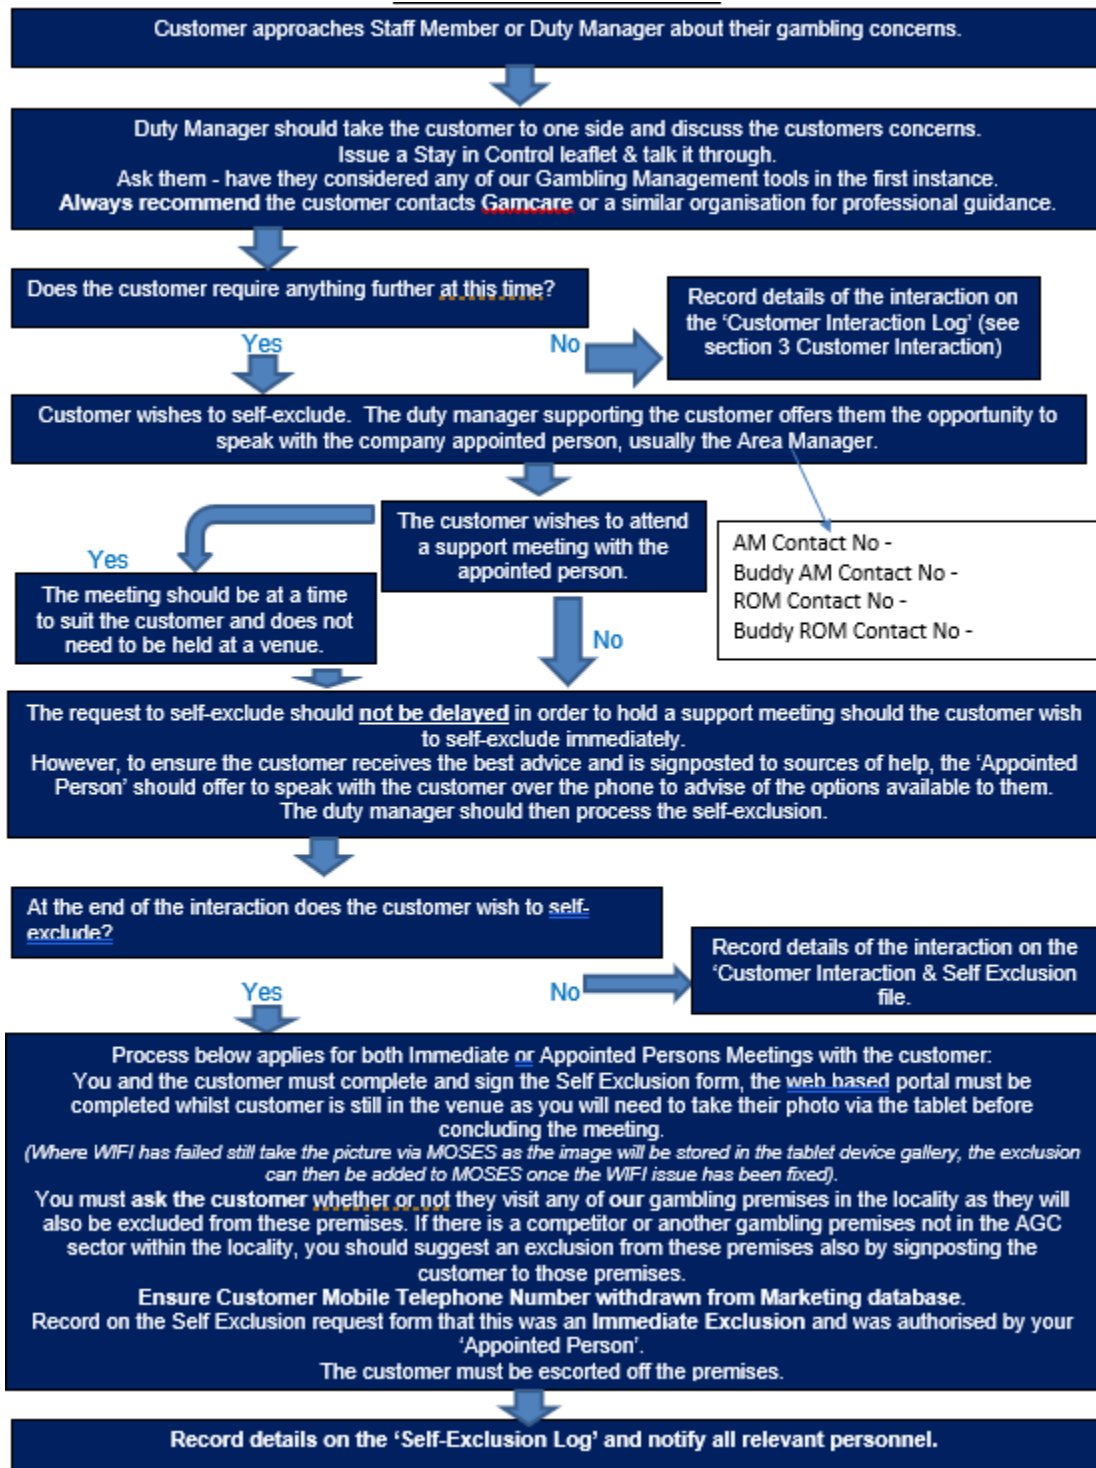 Customer approaches Staff Member or Duty Manager about their gambling concerns.
Duty Manager should take the customer to one side and discuss the customers concerns.
Issue a Stay in Control leaflet & talk it through.
Ask them - have they considered any of our Gambling Management tools in the first instance.
Always recommend the customer contacts Gamcare or a similar organisation for professional guidance.
Does the customer require anything further at this time?
Record details of the interaction on
the 'Customer Interaction Log' (see
section 3 Customer Interaction)
Yes
No
Customer wishes to self-exclude. The duty manager supporting the customer offers them the opportunity to
speak with the company appointed person, usually the Area Manager.
The customer wishes to attend
a support meeting with the
appointed person.
AM Contact No -
Buddy AM Contact No -
ROM Contact No -
Buddy ROM Contact No -
Yes
The meeting should be at a time
to suit the customer and does not
need to be held at a venue.
No
The request to self-exclude should not be delayed in order to hold a support meeting should the customer wish
to self-exclude immediately.
However, to ensure the customer receives the best advice and is signposted to sources of help, the 'Appointed
Person' should offer to speak with the customer over the phone to advise of the options available to them.
The duty manager should then process the self-exclusion.
At the end of the interaction does the customer wish to self-
exclude?
Record details of the interaction on the
'Customer Interaction & Self Exclusion
file.
Yes
No
Process below applies for both Immediate or Appointed Persons Meetings with the customer:
You and the customer must complete and sign the Self Exclusion form, the web based portal must be
completed whilst customer is still in the venue as you will need to take their photo via the tablet before
concluding the meeting.
(Where WIFI has failed still take the picture via MOSES as the image will be stored in the tablet device gallery, the exclusion
can then be added to MOSES once the WIFI issue has been fixed).
You must ask the customer whether or not they visit any of our gambling premises in the locality as they will
also be excluded from these premises. If there is a competitor or another gambling premises not in the AGC
sector within the locality, you should suggest an exclusion from these premises also by signposting the
customer to those premises.
Ensure Customer Mobile Telephone Number withdrawn from Marketing database.
Record on the Self Exclusion request form that this was an Immediate Exclusion and was authorised by your
'Appointed Person'.
The customer must be escorted off the premises.
Record details on the 'Self-Exclusion Log' and notify all relevant personnel.